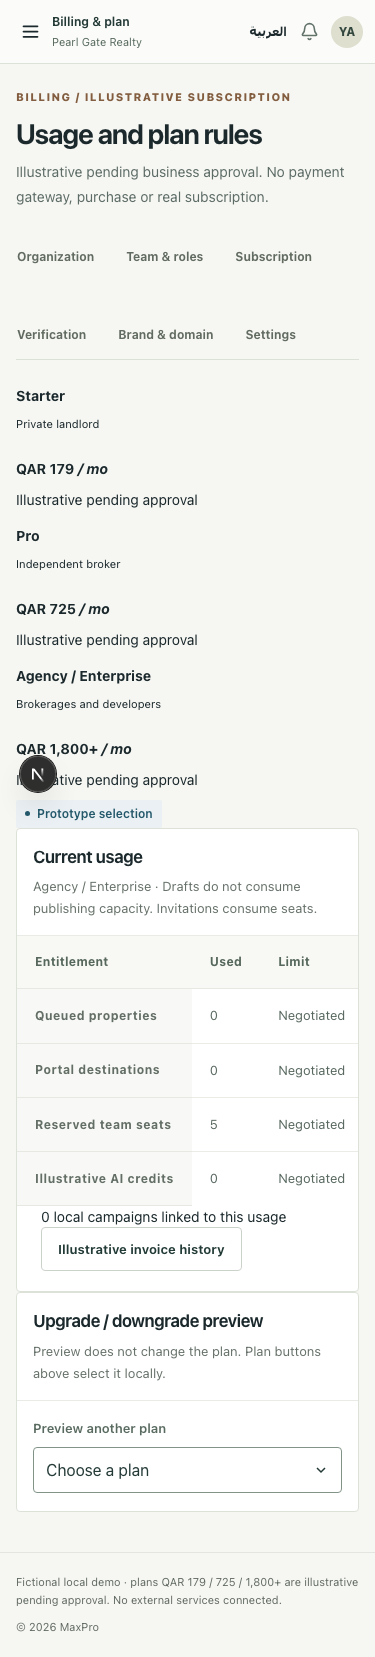 Billing & plan
Pearl Gate Realty
العربية
YA
BILLING / ILLUSTRATIVE SUBSCRIPTION
Usage and plan rules
Illustrative pending business approval. No payment
gateway, purchase or real subscription.
Organization Team & roles Subscription
Verification Brand & domain Settings
Starter
Private landlord
QAR 179 / mo
Illustrative pending approval
Pro
Independent broker
QAR 725 / mo
Illustrative pending approval
Agency / Enterprise
Brokerages and developers
QAR 1,800+ / mo
N
pending approval
Prototype selection
Current usage
Agency / Enterprise · Drafts do not consume
publishing capacity. Invitations consume seats.
Entitlement Used Limit
Queued properties 0 Negotiated
Portal destinations 0 Negotiated
Reserved team seats 5 Negotiated
Illustrative AI credits 0 Negotiated
0 local campaigns linked to this usage
Illustrative invoice history
Upgrade / downgrade preview
Preview does not change the plan. Plan buttons
above select it locally.
Preview another plan
Choose a plan
Fictional local demo · plans QAR 179 / 725 / 1,800+ are illustrative
pending approval. No external services connected.
© 2026 MaxPro